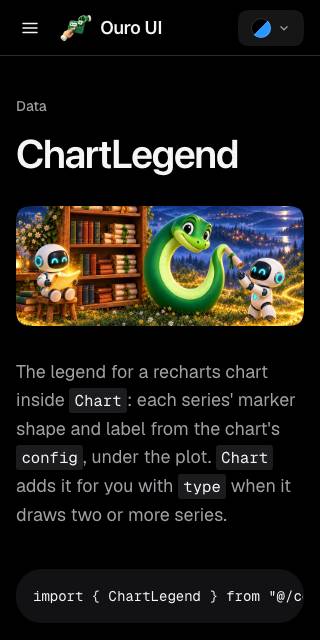 Ouro UI
Data
ChartLegend
The legend for a recharts chart
inside Chart: each series' marker
shape and label from the chart's
config, under the plot. Chart
adds it for you with type when it
draws two or more series.
import { ChartLegend } from "@/c